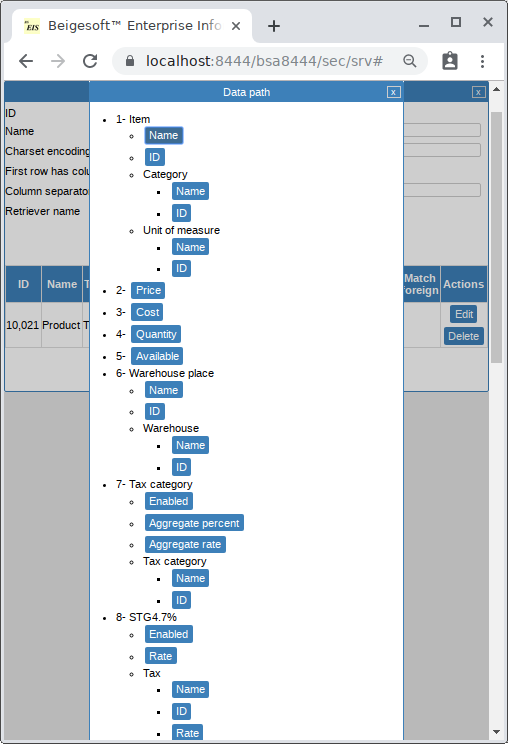 EIS Beigesoft™ Enterprise Info
localhost:8444/bsa8444/sec/srv#
Data path x
x
ID
Name
Charset encoding
First row has colu
Column separato
Retriever name
ID Name T Match foreign Actions
10,021 Product T Edit
Delete
1- Item
Name
ID
Category
Name
ID
Unit of measure
Name
ID
2- Price
3- Cost
4- Quantity
5- Available
6- Warehouse place
Name
ID
Warehouse
Name
ID
7- Tax category
Enabled
Aggregate percent
Aggregate rate
Tax category
Name
ID
8- STG4.7%
Enabled
Rate
Tax
Name
ID
Rate